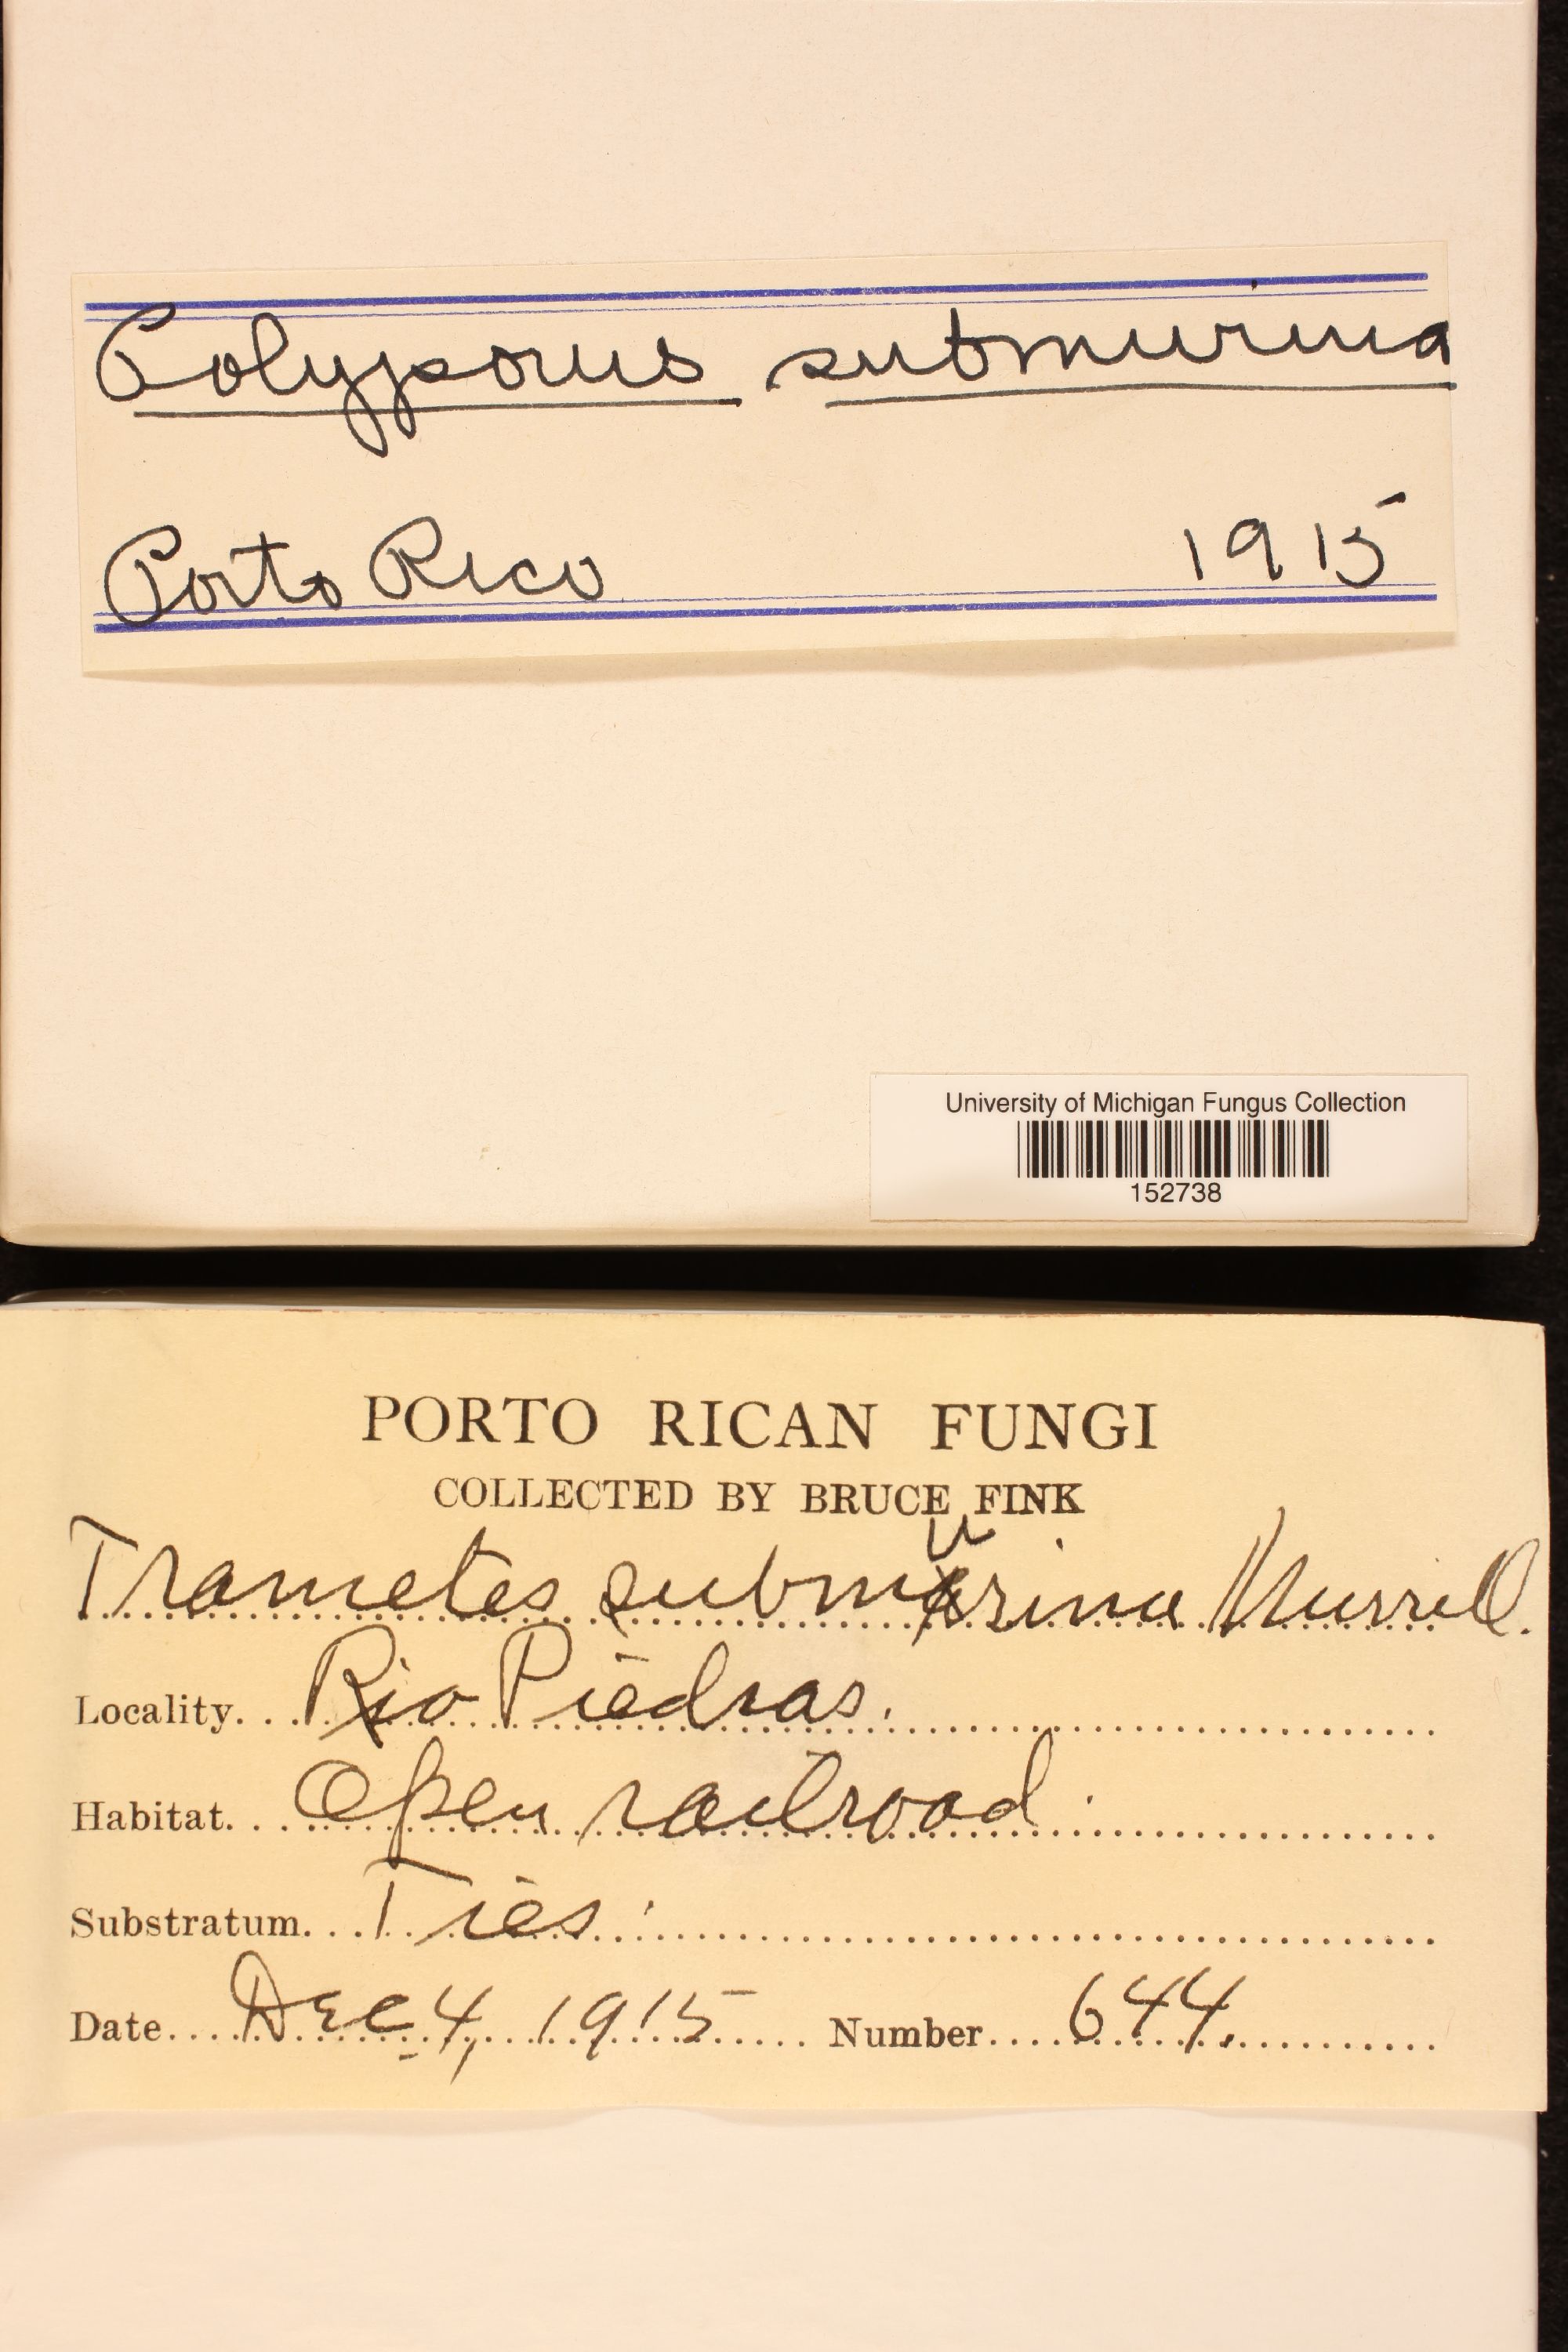 Polyporus submurina
Porto Rico 1915
University of Michigan Fungus Collection
152738
PORTO RICAN FUNGI
COLLECTED BY BRUCE FINK
Trametes submurina Murrill.
Locality... Rio Piedras.
Habitat... Open railroad.
Substratum... Ties.
Date... Dec 4, 1915 Number... 644.